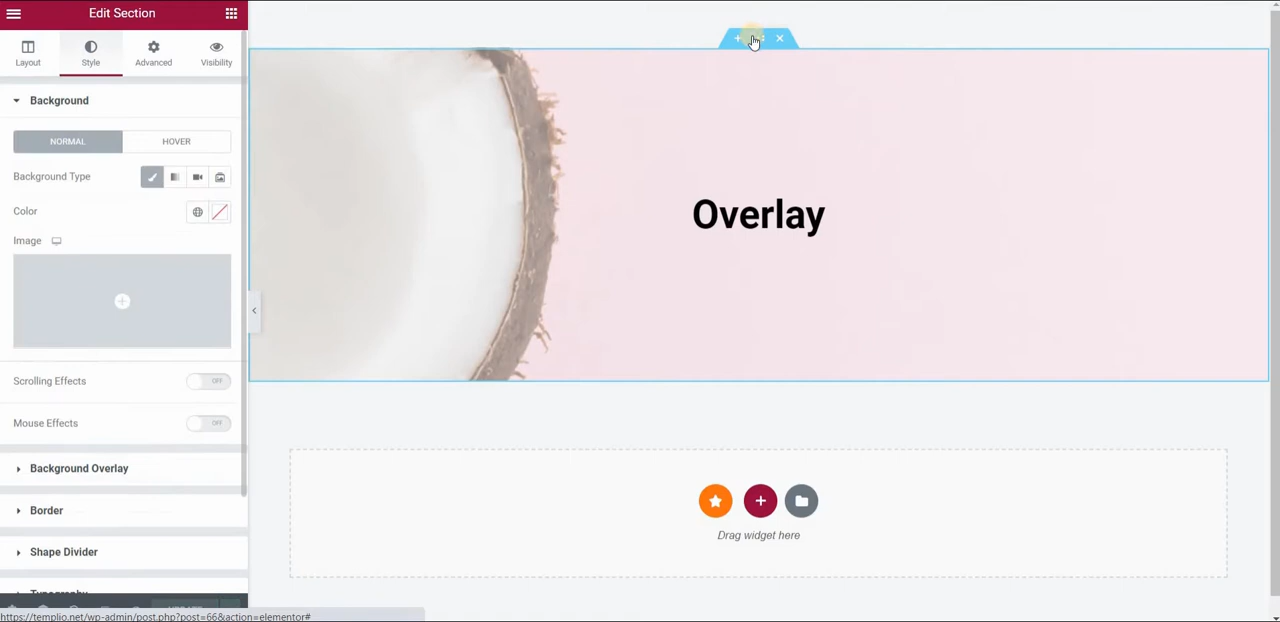 Edit Section
Layout
Style
Advanced
Visibility
Background
NORMAL
HOVER
Background Type
Color
Image
Scrolling Effects
OFF
Mouse Effects
OFF
Background Overlay
Border
Shape Divider
Typography
https://templio.net/wp-admin/post.php?post=66&action=elementor#
Overlay
Drag widget here